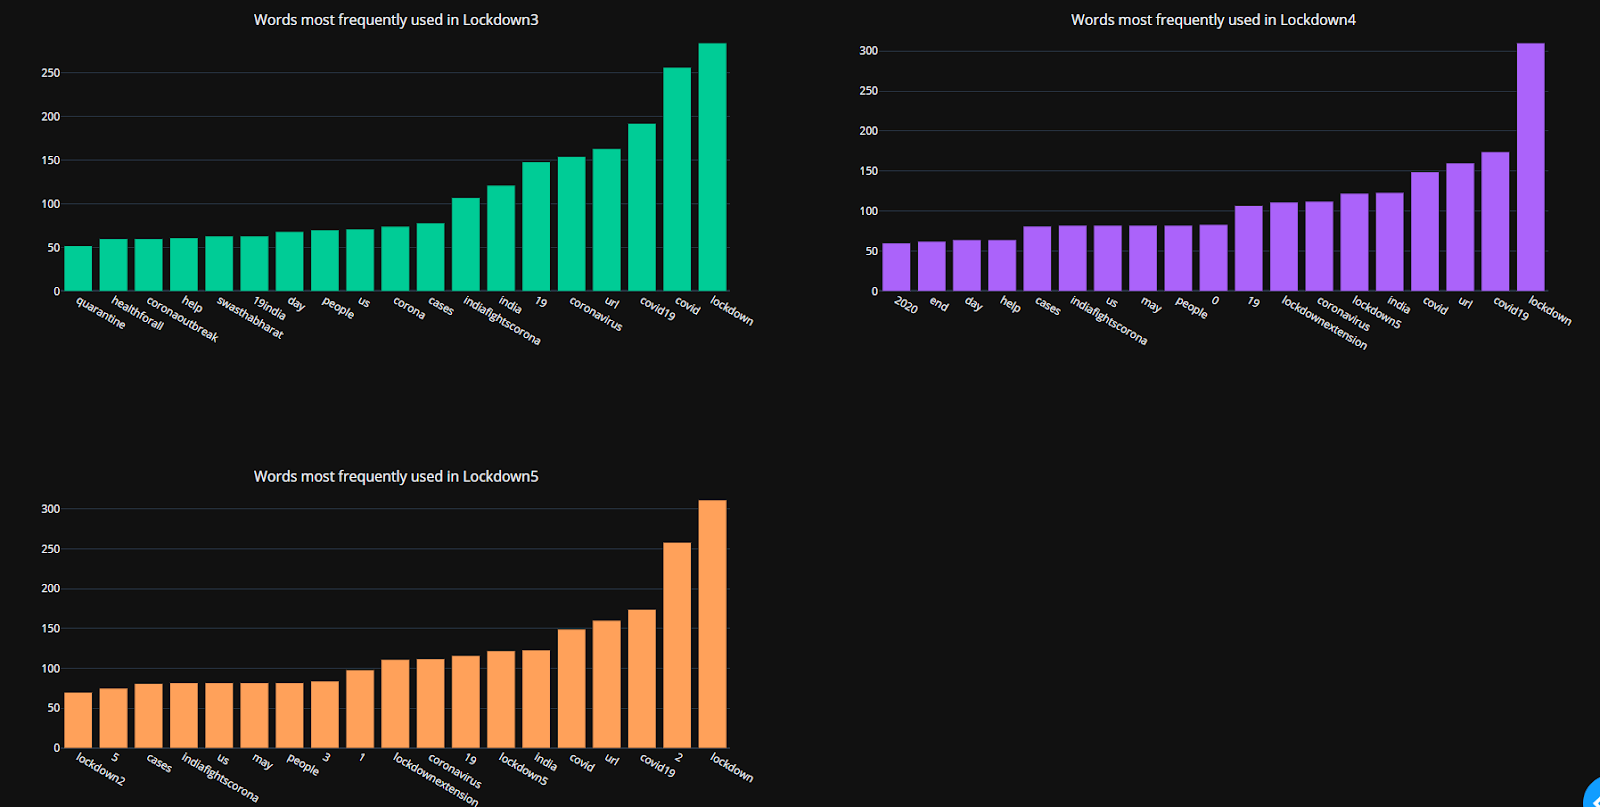 Words most frequently used in Lockdown3
250
200
150
100
50
0
quarantine
healthforall
coronaoutbreak
help
swasthabharat
19india
day
people
us
corona
cases
indiafightscorona
india
19
coronavirus
url
covid19
covid
lockdown
Words most frequently used in Lockdown4
300
250
200
150
100
50
0
2020
end
day
help
cases
indiafightscorona
us
may
people
0
19
lockdownextension
coronavirus
lockdown5
india
covid
url
covid19
lockdown
Words most frequently used in Lockdown5
300
250
200
150
100
50
0
lockdown2
5
cases
indiafightscorona
us
may
people
3
1
lockdownextension
coronavirus
19
lockdown5
india
covid
url
covid19
2
lockdown